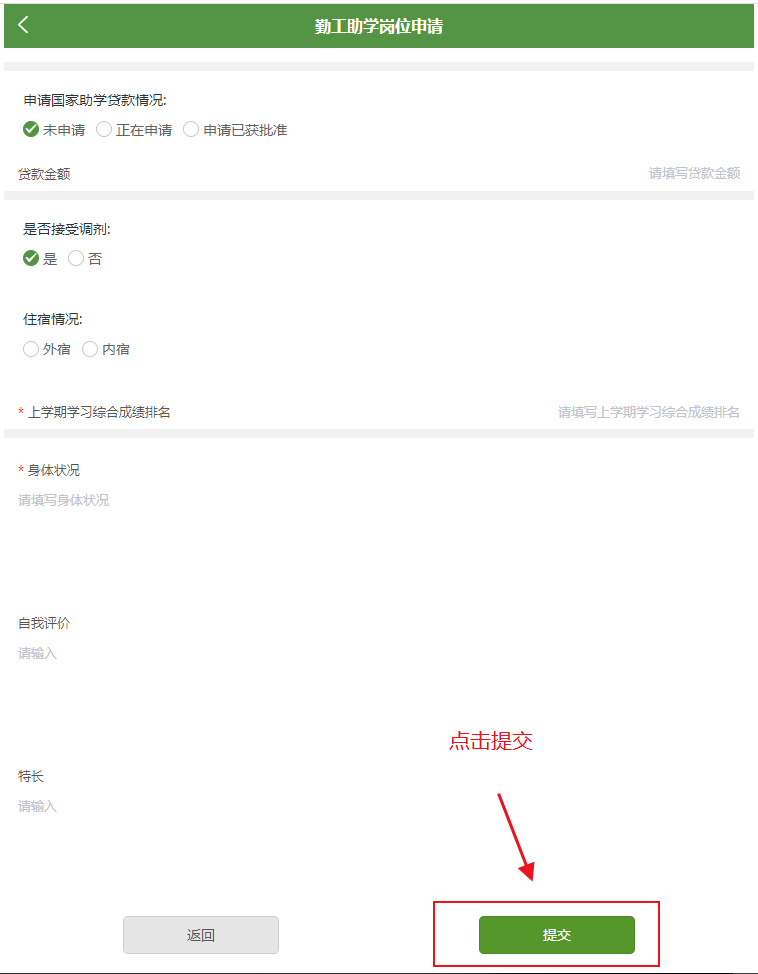 勤工助学岗位申请
申请国家助学贷款情况:
未申请 正在申请 申请已获批准
贷款金额 请填写贷款金额
是否接受调剂:
是 否
住宿情况:
外宿 内宿
* 上学期学习综合成绩排名 请填写上学期学习综合成绩排名
* 身体状况
请填写身体状况
自我评价
请输入
点击提交
特长
请输入
返回 提交